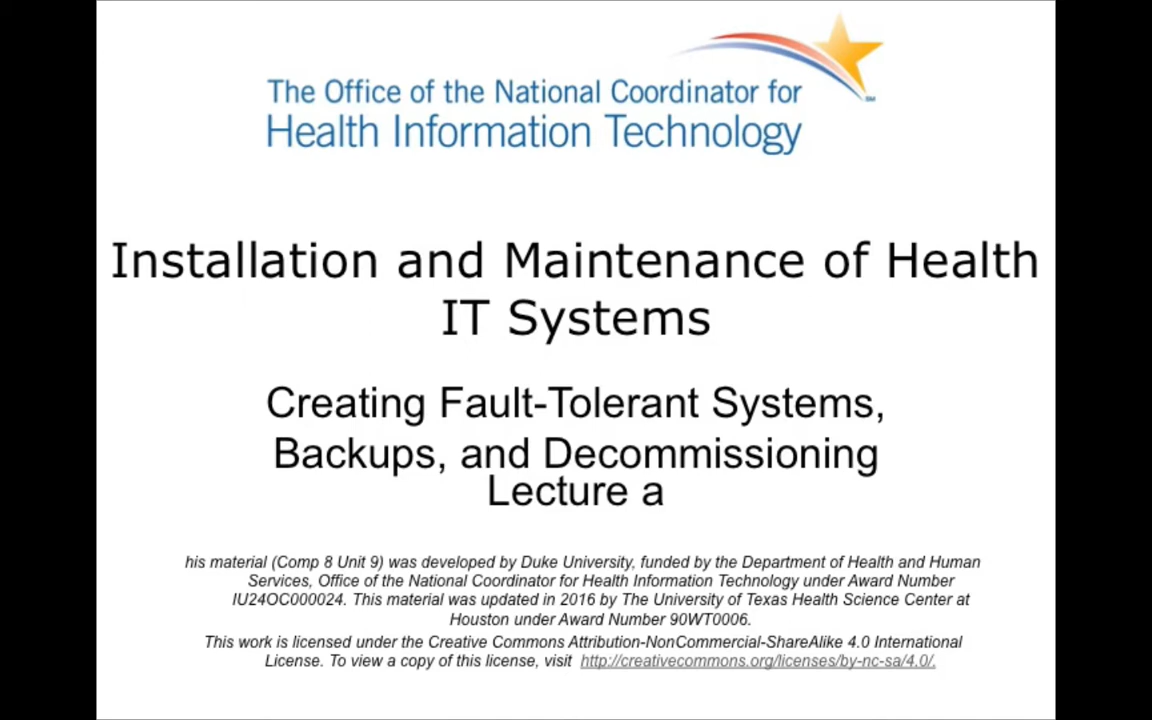 The Office of the National Coordinator for
Health Information Technology
SM
Installation and Maintenance of Health
IT Systems
Creating Fault-Tolerant Systems,
Backups, and Decommissioning
Lecture a
his material (Comp 8 Unit 9) was developed by Duke University, funded by the Department of Health and Human
Services, Office of the National Coordinator for Health Information Technology under Award Number
IU24OC000024. This material was updated in 2016 by The University of Texas Health Science Center at
Houston under Award Number 90WT0006.
This work is licensed under the Creative Commons Attribution-NonCommercial-ShareAlike 4.0 International
License. To view a copy of this license, visit http://creativecommons.org/licenses/by-nc-sa/4.0/.